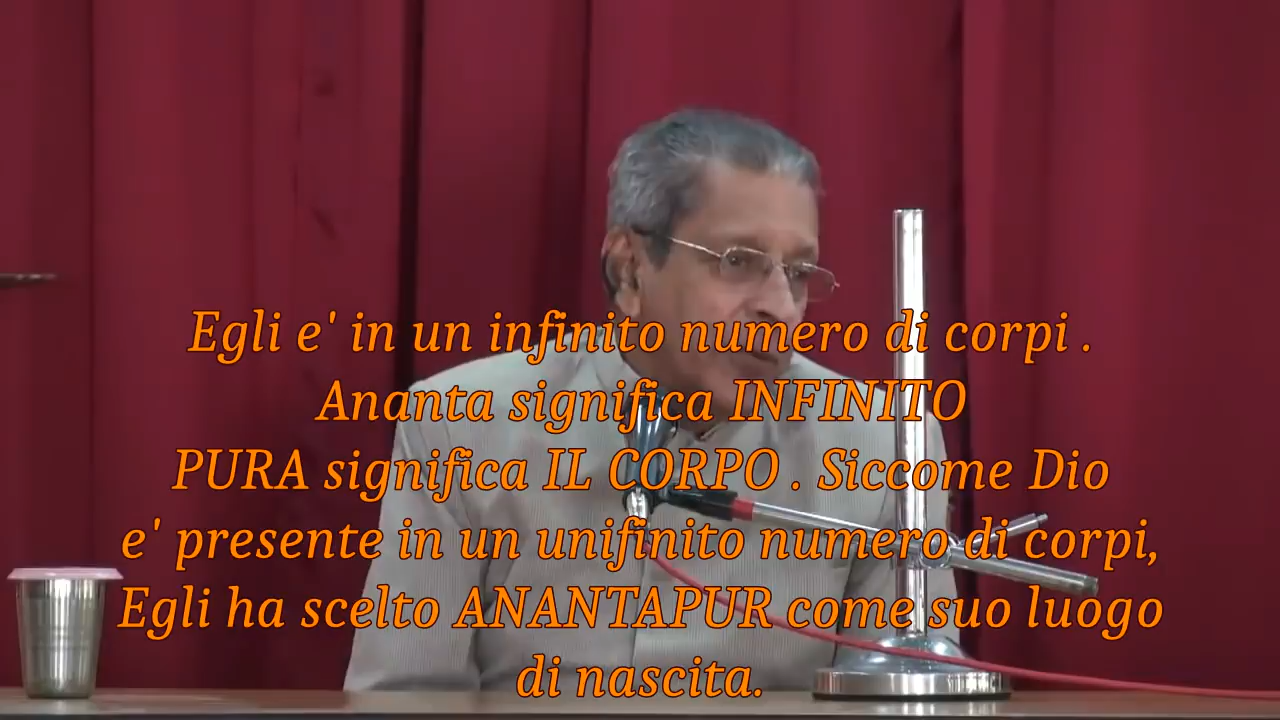 Egli e' in un infinito numero di corpi .
Ananta significa INFINITO
PURA significa IL CORPO . Siccome Dio
e' presente in un unifinito numero di corpi,
Egli ha scelto ANANTAPUR come suo luogo
di nascita.